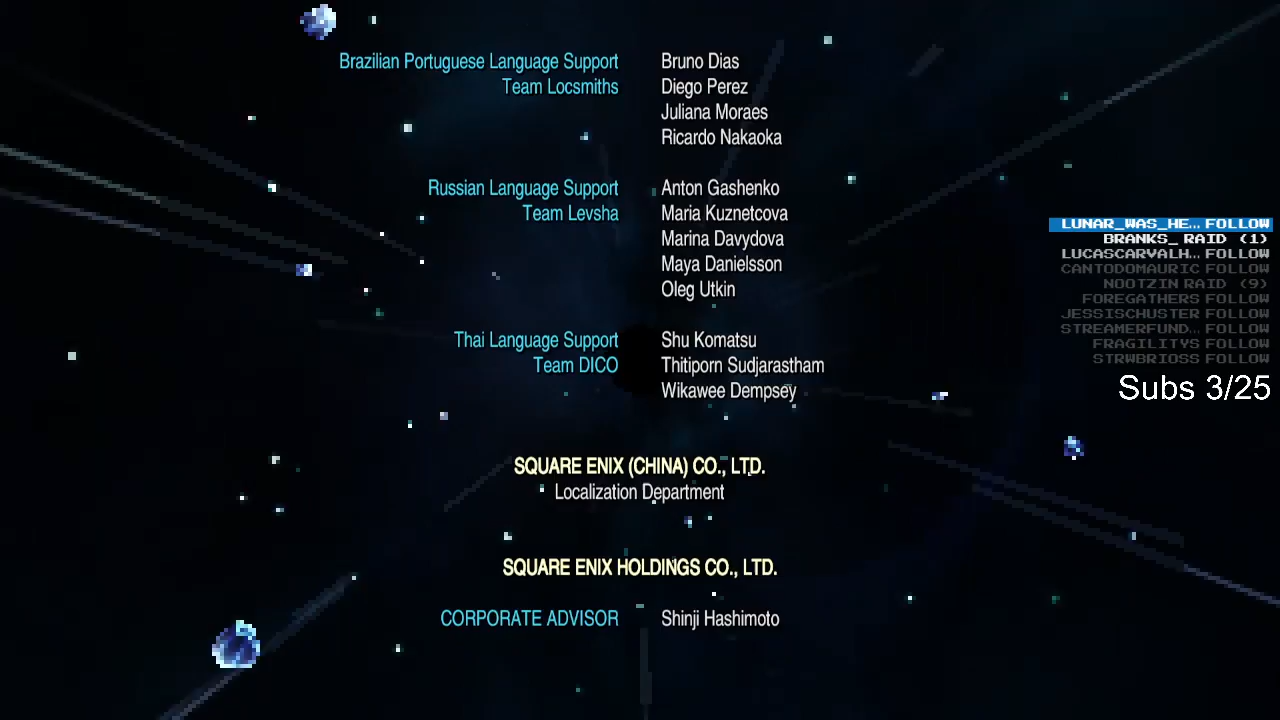 Brazilian Portuguese Language Support Bruno Dias
Team Locsmiths Diego Perez
Juliana Moraes
Ricardo Nakaoka
Russian Language Support Anton Gashenko
Team Levsha Maria Kuznetcova
Marina Davydova
Maya Danielsson
Oleg Utkin
Thai Language Support Shu Komatsu
Team DICO Thitiporn Sudjarastham
Wikawee Dempsey
SQUARE ENIX (CHINA) CO., LTD.
Localization Department
SQUARE ENIX HOLDINGS CO., LTD.
CORPORATE ADVISOR Shinji Hashimoto
LUNAR_WAS_HE... FOLLOW
BRANKS_ RAID (1)
LUCASCARVALH... FOLLOW
CANTODOMAURIC FOLLOW
NOOTZIN RAID (9)
FOREGATHERS FOLLOW
JESSISCHUSTER FOLLOW
STREAMERFUND... FOLLOW
FRAGILITYS FOLLOW
STRWBRIOSS FOLLOW
Subs 3/25